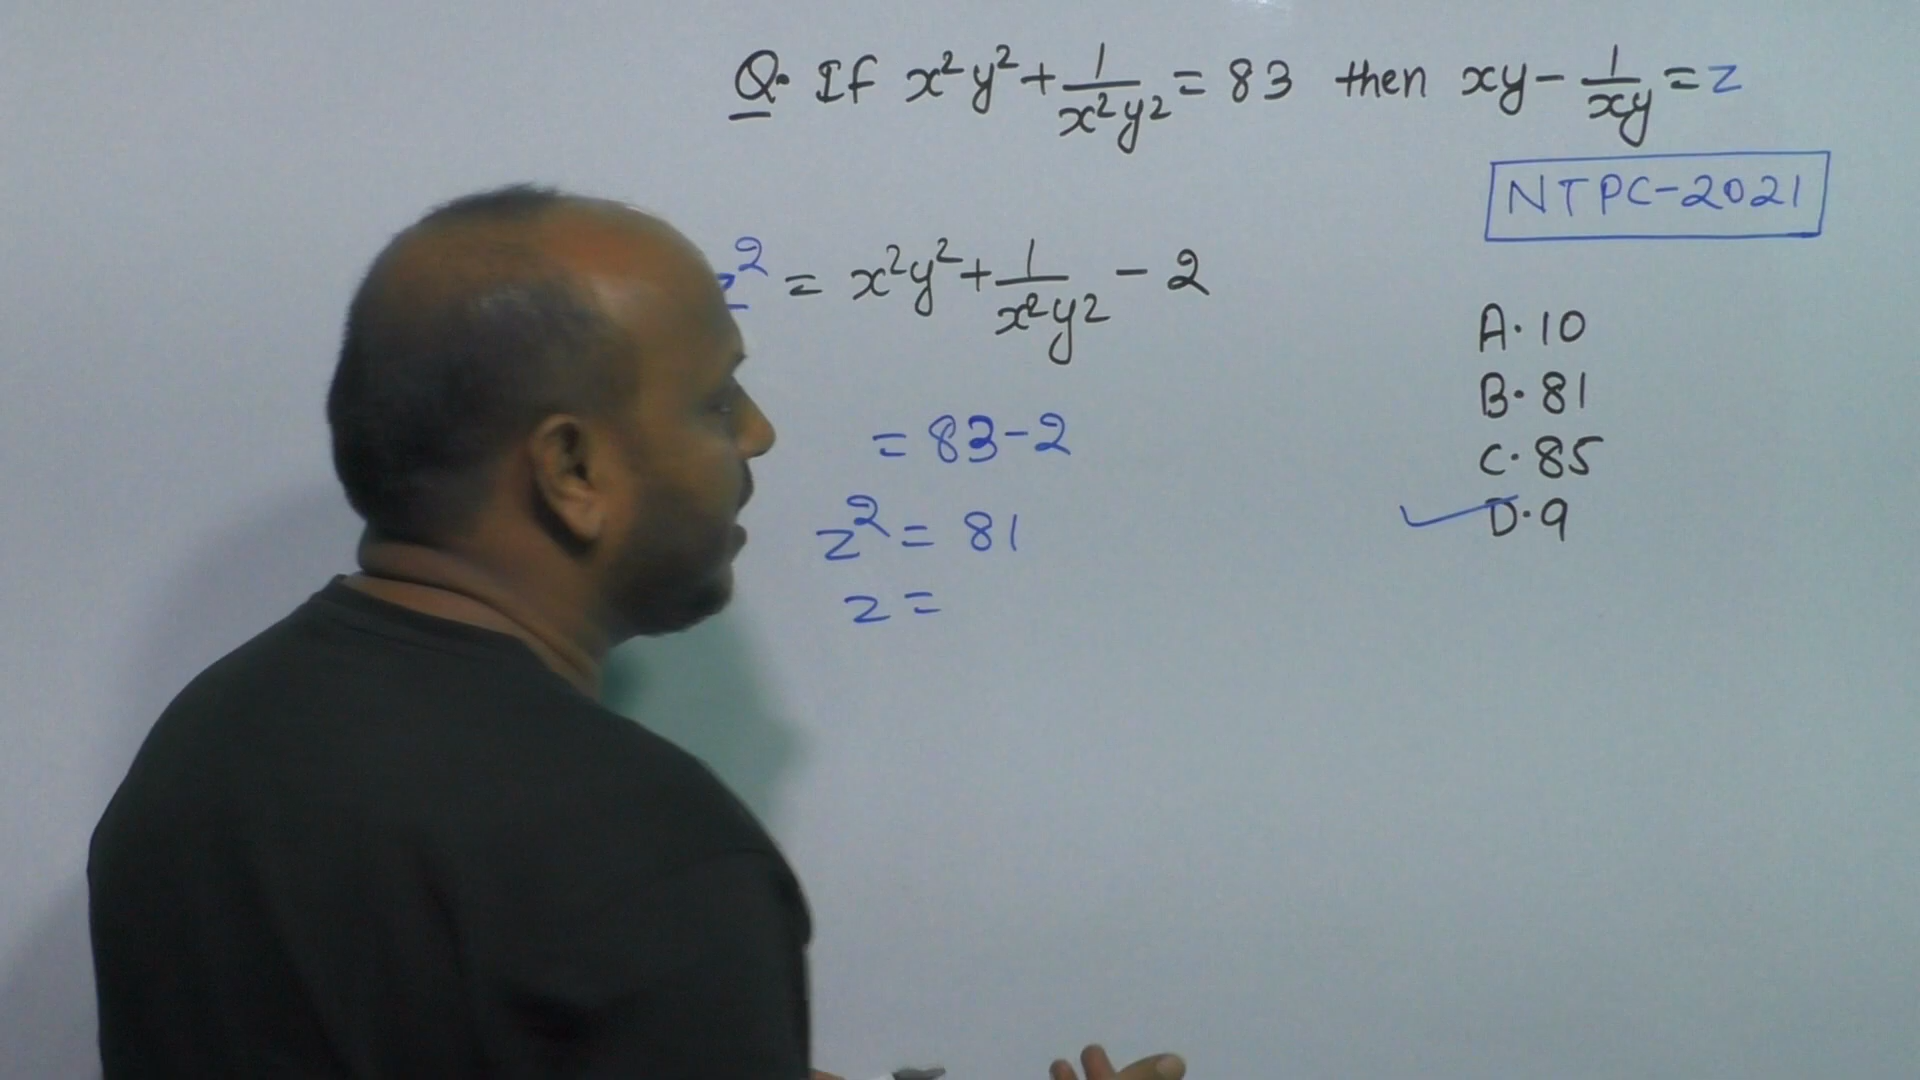 Q. If x²y² + 1/x²y² = 83 then xy - 1/xy = z
NTPC-2021
z² = x²y² + 1/x²y² - 2
= 83-2
z² = 81
z =
A. 10
B. 81
C. 85
D. 9